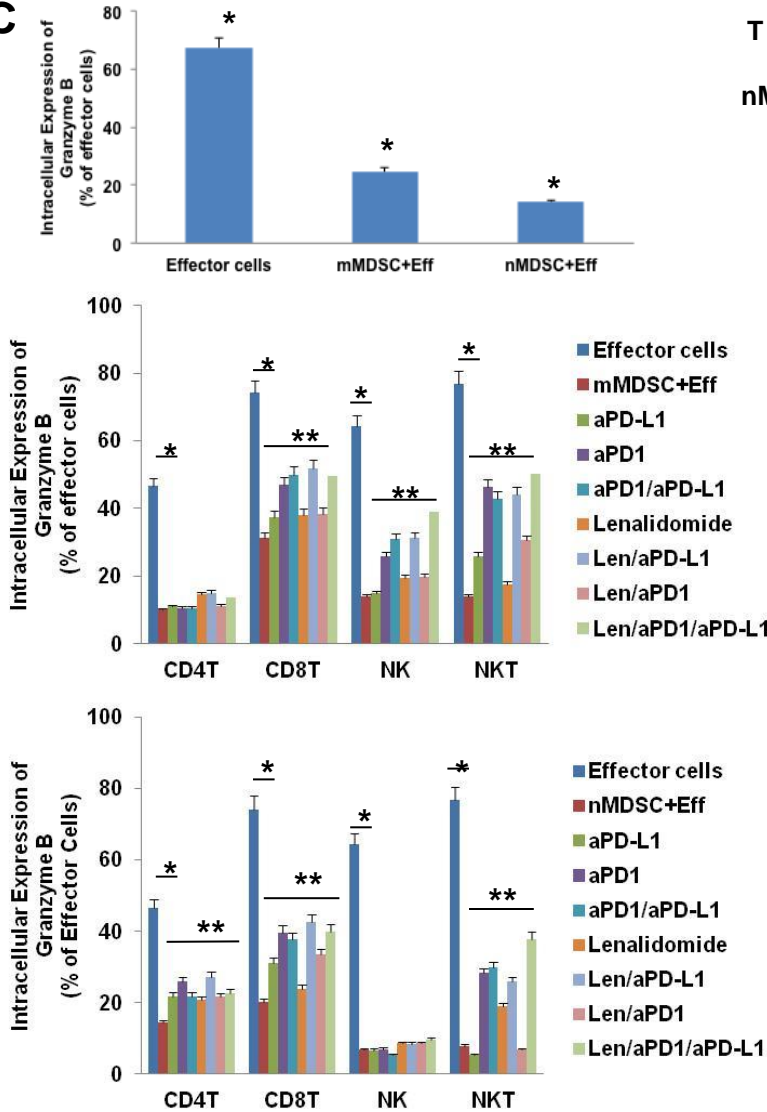 C
T
nM
Intracellular Expression of
Granzyme B
(% of effector cells)
80
60
40
20
0
*
*
*
Effector cells mMDSC+Eff nMDSC+Eff
Intracellular Expression of
Granzyme B
(% of effector cells)
100
80
60
40
20
0
*
*
**
*
**
*
**
CD4T CD8T NK NKT
Effector cells
mMDSC+Eff
aPD-L1
aPD1
aPD1/aPD-L1
Lenalidomide
Len/aPD-L1
Len/aPD1
Len/aPD1/aPD-L1
Intracellular Expression of
Granzyme B
(% of Effector Cells)
100
80
60
40
20
0
*
**
*
**
*
*
**
CD4T CD8T NK NKT
Effector cells
nMDSC+Eff
aPD-L1
aPD1
aPD1/aPD-L1
Lenalidomide
Len/aPD-L1
Len/aPD1
Len/aPD1/aPD-L1